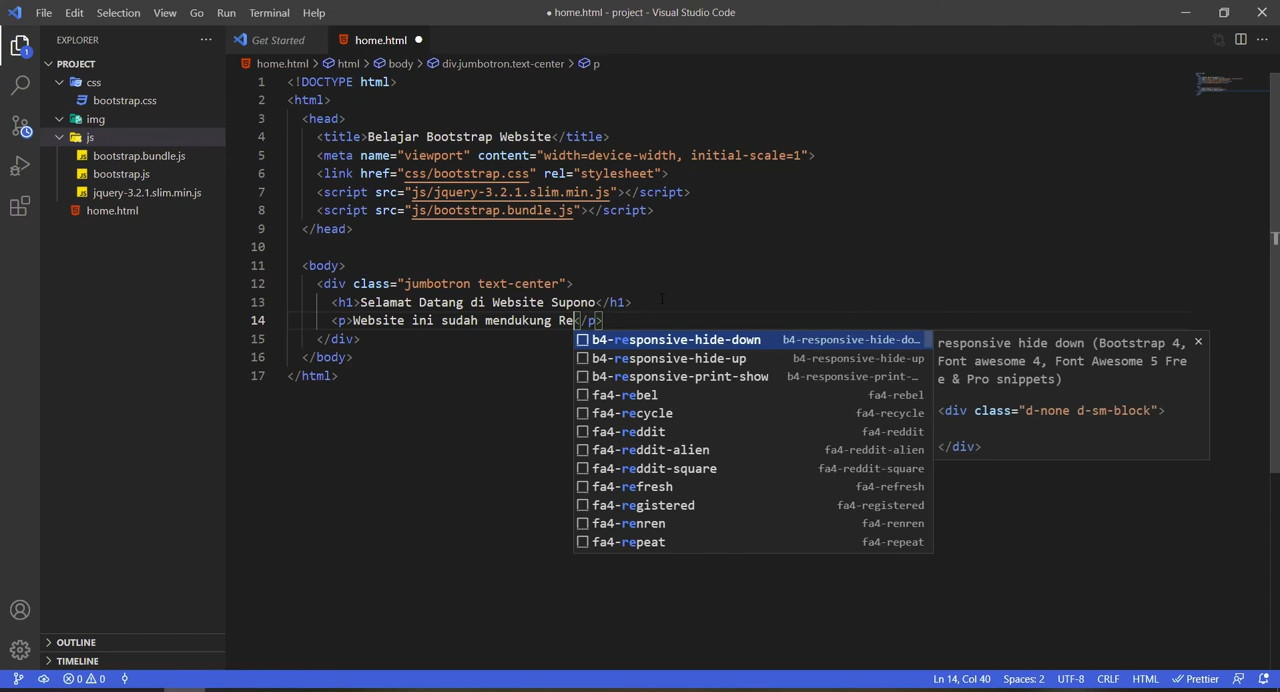 File Edit Selection View Go Run Terminal Help
● home.html - project - Visual Studio Code
EXPLORER
PROJECT
css
bootstrap.css
img
js
bootstrap.bundle.js
bootstrap.js
jquery-3.2.1.slim.min.js
home.html
OUTLINE
TIMELINE
1
Get Started
home.html
home.html > html > body > div.jumbotron.text-center > p
1 <!DOCTYPE html>
2 <html>
3 <head>
4 <title>Belajar Bootstrap Website</title>
5 <meta name="viewport" content="width=device-width, initial-scale=1">
6 <link href="css/bootstrap.css" rel="stylesheet">
7 <script src="js/jquery-3.2.1.slim.min.js"></script>
8 <script src="js/bootstrap.bundle.js"></script>
9 </head>
10
11 <body>
12 <div class="jumbotron text-center">
13 <h1>Selamat Datang di Website Supono</h1>
14 <p>Website ini sudah mendukung Re</p>
15 </div>
16 </body>
17 </html>
b4-responsive-hide-down b4-responsive-hide-do…
b4-responsive-hide-up b4-responsive-hide-up
b4-responsive-print-show b4-responsive-print-…
fa4-rebel fa4-rebel
fa4-recycle fa4-recycle
fa4-reddit fa4-reddit
fa4-reddit-alien fa4-reddit-alien
fa4-reddit-square fa4-reddit-square
fa4-refresh fa4-refresh
fa4-registered fa4-registered
fa4-renren fa4-renren
fa4-repeat fa4-repeat
responsive hide down (Bootstrap 4,
Font awesome 4, Font Awesome 5 Fre
e & Pro snippets)
<div class="d-none d-sm-block">
</div>
0 0
Ln 14, Col 40 Spaces: 2 UTF-8 CRLF HTML Prettier